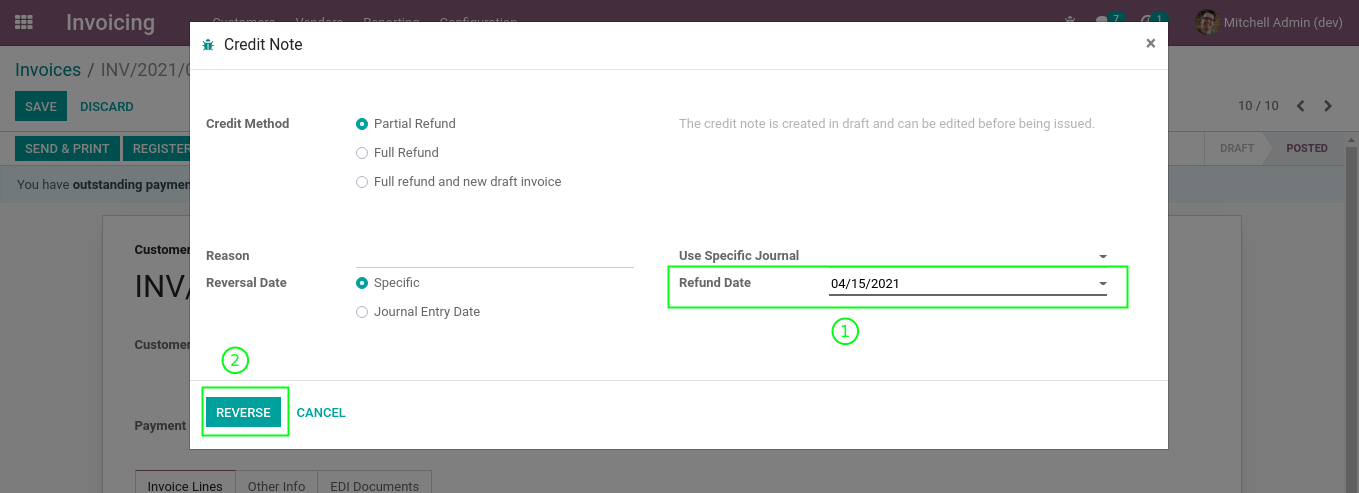 Invoicing Customers Vendors Reporting Configuration 7 1 Mitchell Admin (dev)
Credit Note ×
Invoices / INV/2021/0
SAVE DISCARD 10 / 10
Credit Method Partial Refund The credit note is created in draft and can be edited before being issued.
SEND & PRINT REGISTER Full Refund DRAFT POSTED
You have outstanding paymen Full refund and new draft invoice
Customer
Reason Use Specific Journal
INV/
Reversal Date Specific Refund Date 04/15/2021
Journal Entry Date
1
Customer
2
REVERSE CANCEL
Payment
Invoice Lines Other Info EDI Documents